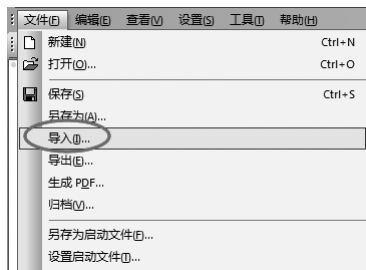 文件(F) 编辑(E) 查看(V) 设置(S) 工具(T) 帮助(H)
新建(N) Ctrl+N
打开(O)... Ctrl+O
保存(S) Ctrl+S
另存为(A)...
导入(I)...
导出(E)...
生成 PDF...
归档(V)...
另存为启动文件(F)...
设置启动文件(T)...